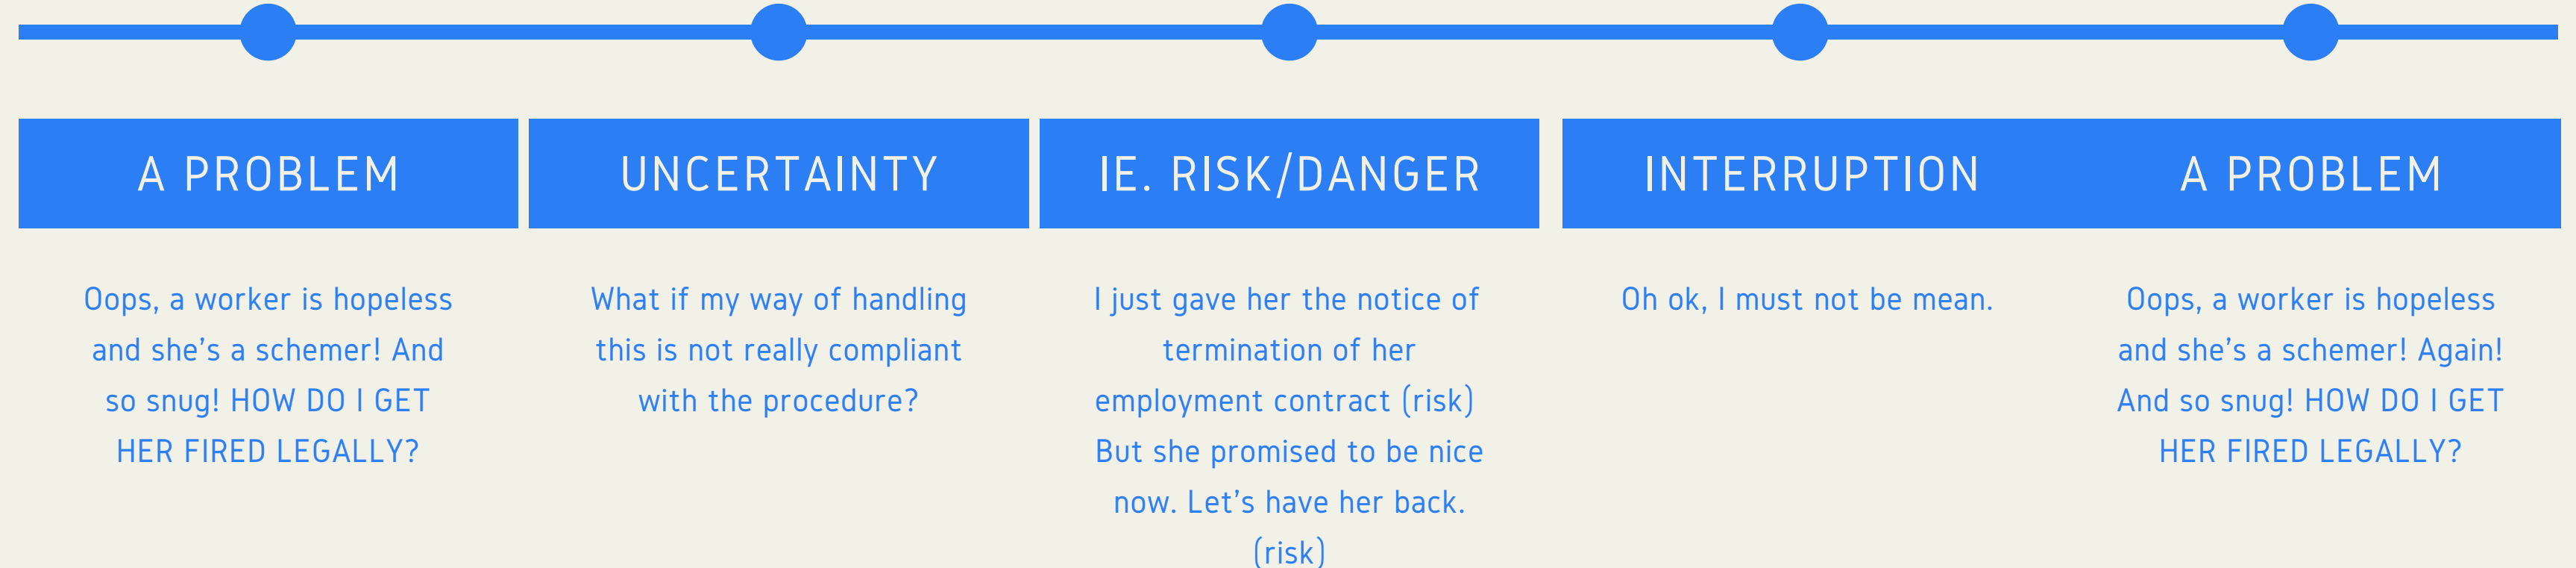 A PROBLEM
UNCERTAINTY
IE. RISK/DANGER
INTERRUPTION
A PROBLEM
Oops, a worker is hopeless
and she's a schemer! And
so snug! HOW DO I GET
HER FIRED LEGALLY?
What if my way of handling
this is not really compliant
with the procedure?
I just gave her the notice of
termination of her
employment contract (risk)
But she promised to be nice
now. Let's have her back.
(risk)
Oh ok, I must not be mean.
Oops, a worker is hopeless
and she's a schemer! Again!
And so snug! HOW DO I GET
HER FIRED LEGALLY?